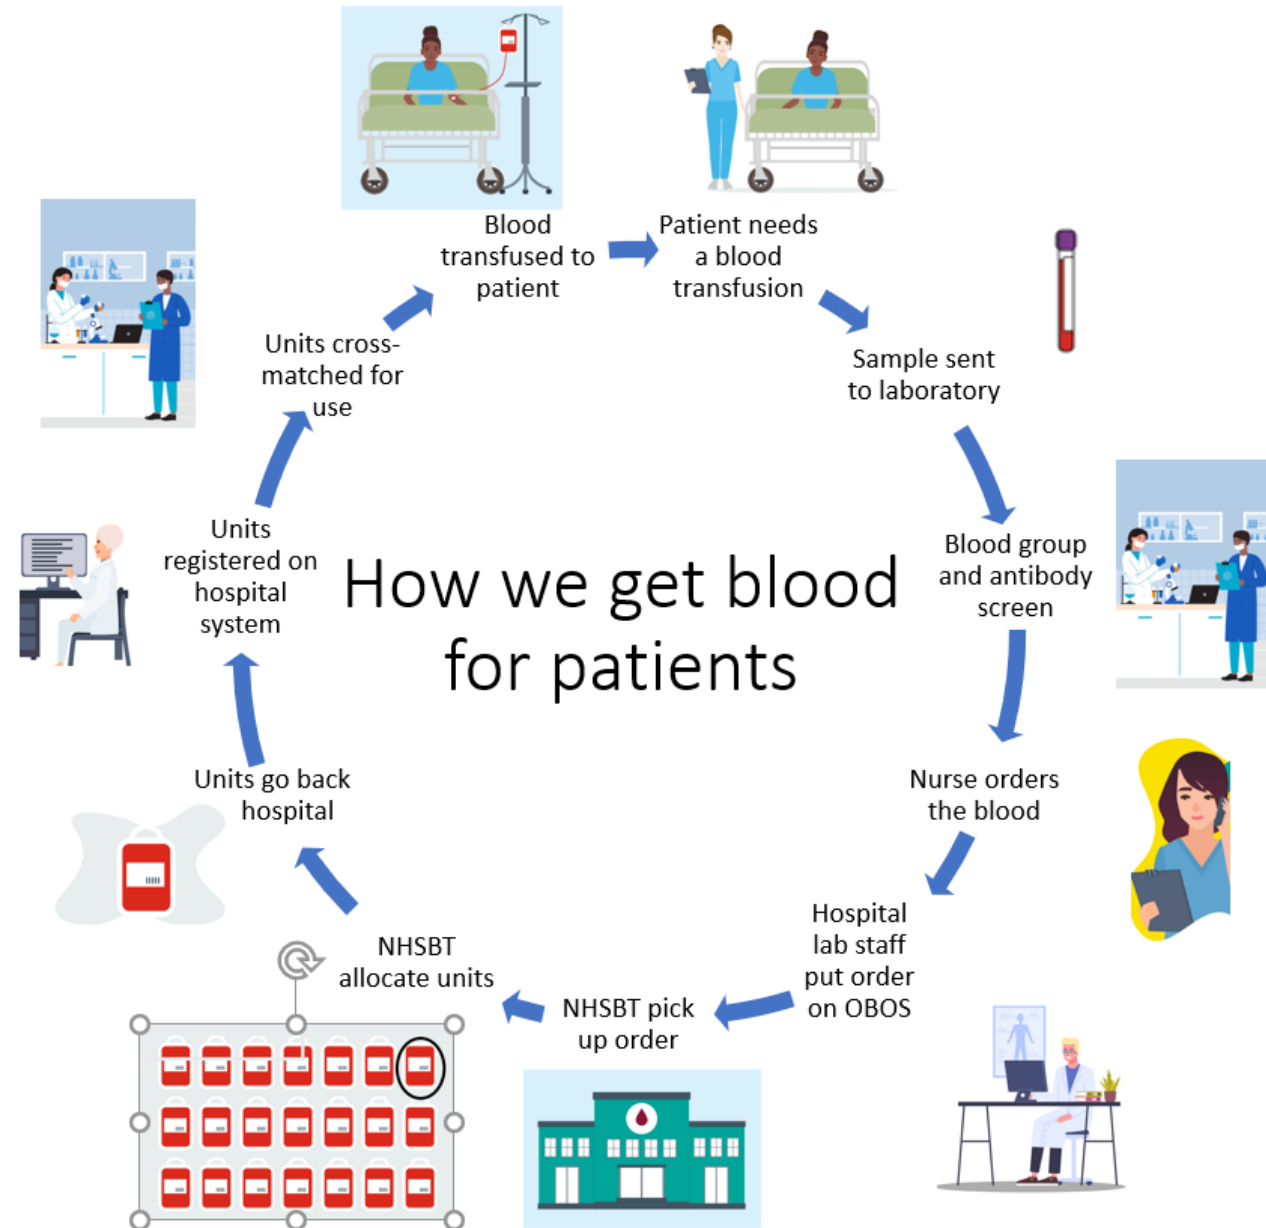 How we get blood
for patients
Patient needs
a blood
transfusion
Sample sent
to laboratory
Blood group
and antibody
screen
Nurse orders
the blood
Hospital
lab staff
put order
on OBOS
NHSBT pick
up order
NHSBT
allocate units
Units go back
hospital
Units
registered on
hospital
system
Units cross-
matched for
use
Blood
transfused to
patient